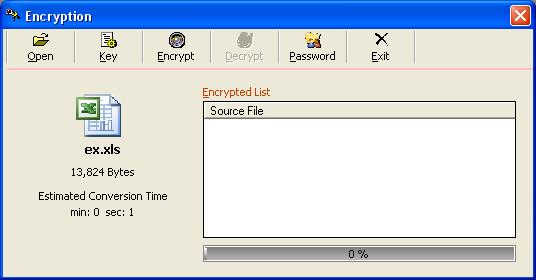 Encryption
Open
Key
Encrypt
Decrypt
Password
Exit
ex.xls
13,824 Bytes
Estimated Conversion Time
min: 0 sec: 1
Encrypted List
Source File
0 %